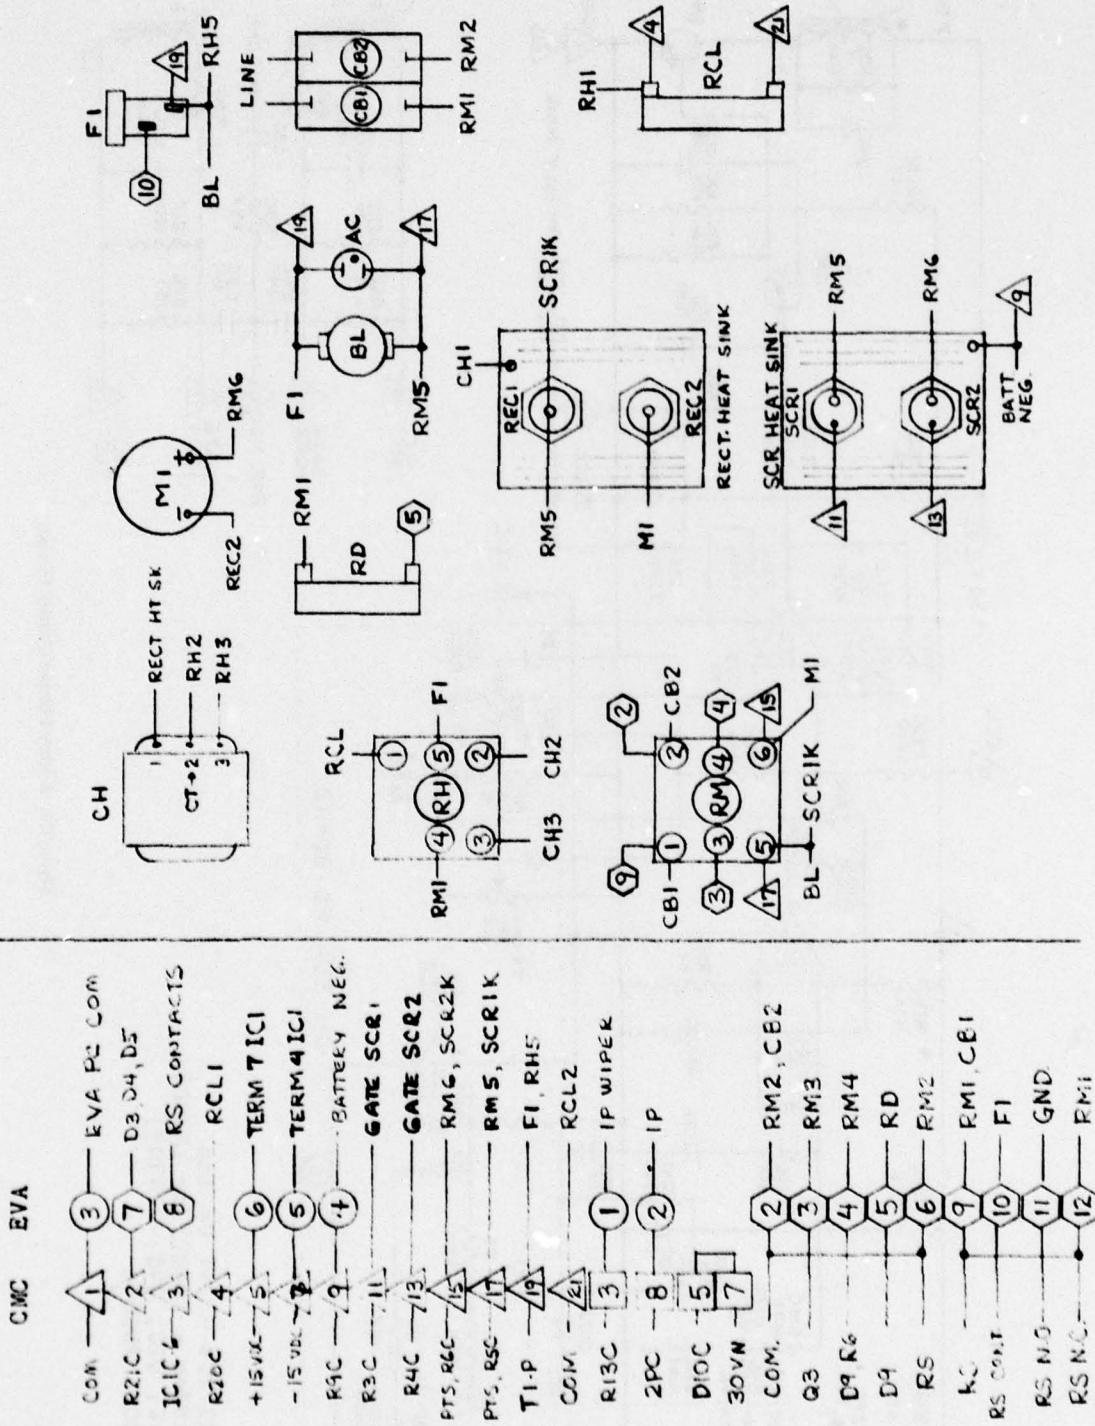 CMC EVA
COM 1 3 EVA PC COM
R21C 2 7 D3, D4, D5
IC1C6 3 8 RS CONTACTS
R20C 4 RCL1
+15VDC 5 6 TERM 7 IC1
-15VDC 5 TERM 4 IC1
R9C 9 4 BATTERY NEG.
R3C 11 GATE SCR1
R4C 13 GATE SCR2
PTS, R6C 15 RM6, SCR2K
PTS, R5C 17 RM5, SCR1K
T1-P 19 F1, RH5
COM 21 RCL2
R13C 3 1 IP WIPER
2PC 8 2 IP
D10C 5
30VN 7
COM. 2 RM2, CB2
Q3 3 RM3
D9, R6 4 RM4
D9 5 RD
RS 6 RM2
9 RM1, CB1
RS CONT. 10 F1
RS N.O. 11 GND.
RS N.C. 12 RM1
CH
1 RECT HT SK
CT→2 RH2
3 RH3
M1
- +
REC2
RM6
F1
10
19
BL RH5
RCL
RM1 4 RH 5 F1
1
3 2
CH3 CH2
RM1
RD
5
F1 19
BL AC
RM5 17
LINE
CB1 CB2
RM1 RM2
9 2
CB1 1 2 CB2
3 3 RM 4 4
17 5 6 15
BL SCR1K
M1
CH1
REC1
RM5 SCR1K
M1
REC2
RECT. HEAT SINK
RH1
4
RCL
21
SCR HEAT SINK
SCR1
11 RM5
13 RM6
SCR2
BATT NEG.
9